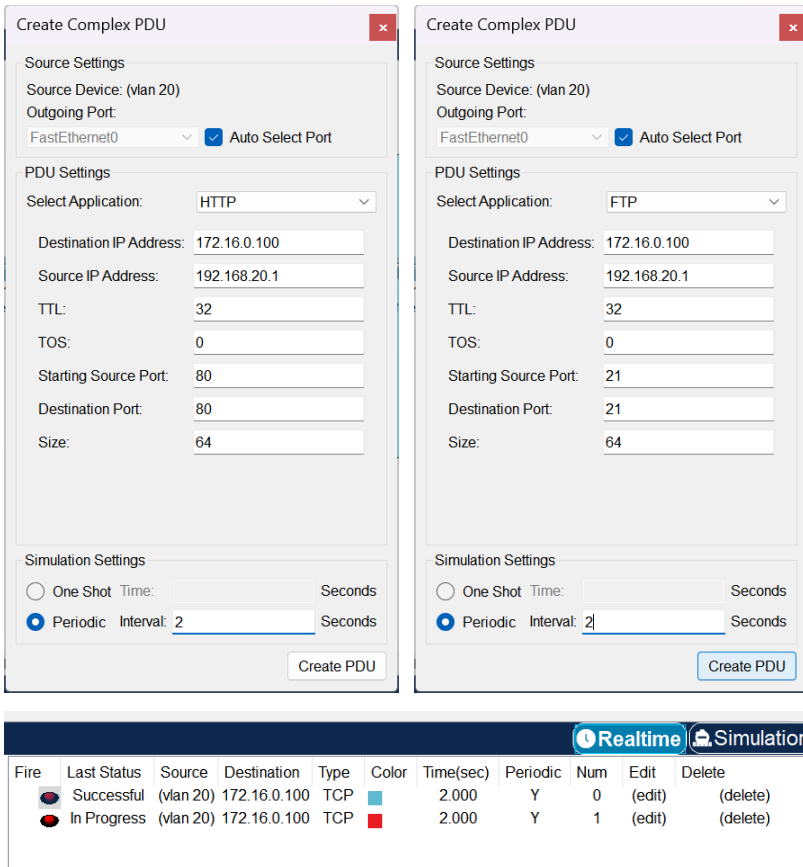 Create Complex PDU
x
Source Settings
Source Device: (vlan 20)
Outgoing Port:
FastEthernet0 Auto Select Port
PDU Settings
Select Application: HTTP
Destination IP Address: 172.16.0.100
Source IP Address: 192.168.20.1
TTL: 32
TOS: 0
Starting Source Port: 80
Destination Port: 80
Size: 64
Simulation Settings
One Shot Time: Seconds
Periodic Interval: 2 Seconds
Create PDU
Create Complex PDU
x
Source Settings
Source Device: (vlan 20)
Outgoing Port:
FastEthernet0 Auto Select Port
PDU Settings
Select Application: FTP
Destination IP Address: 172.16.0.100
Source IP Address: 192.168.20.1
TTL: 32
TOS: 0
Starting Source Port: 21
Destination Port: 21
Size: 64
Simulation Settings
One Shot Time: Seconds
Periodic Interval: 2 Seconds
Create PDU
Realtime Simulation
Fire Last Status Source Destination Type Color Time(sec) Periodic Num Edit Delete
Successful (vlan 20) 172.16.0.100 TCP 2.000 Y 0 (edit) (delete)
In Progress (vlan 20) 172.16.0.100 TCP 2.000 Y 1 (edit) (delete)